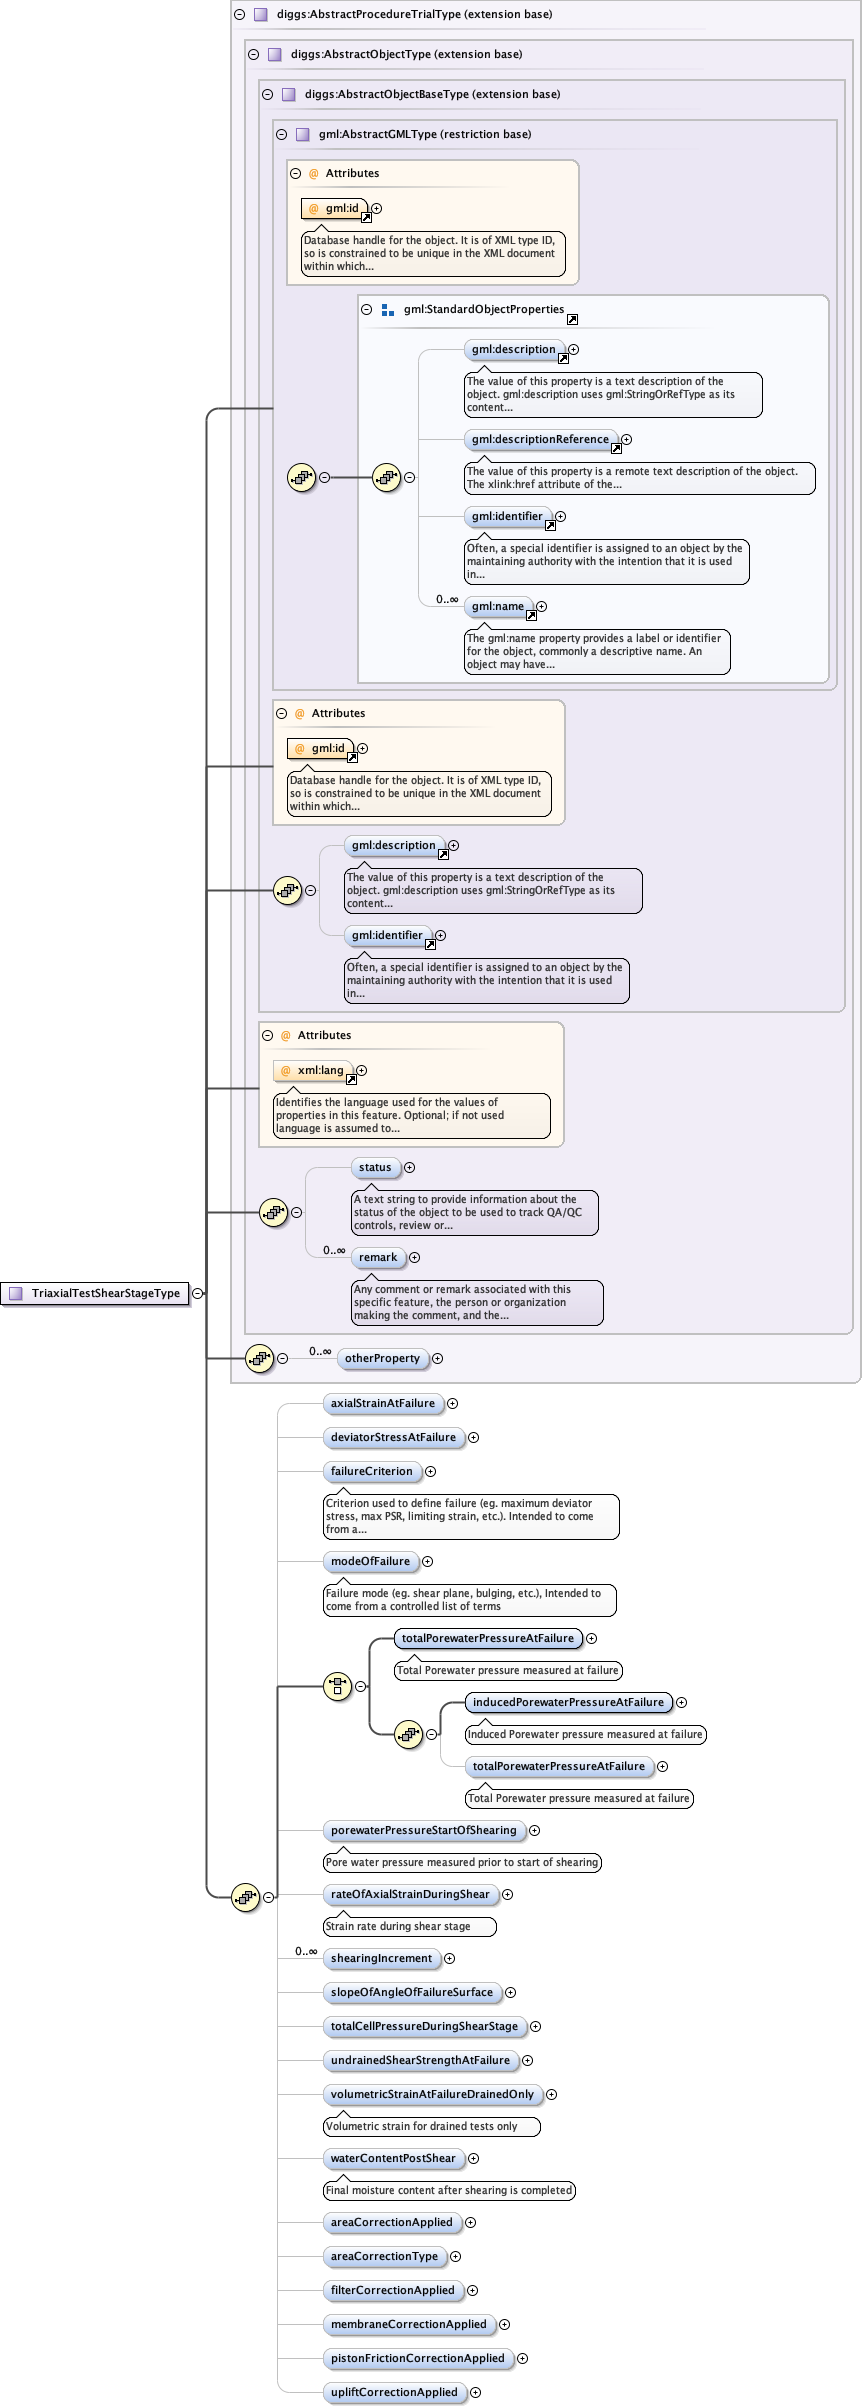 diggs:AbstractProcedureTrialType (extension base)
diggs:AbstractObjectType (extension base)
diggs:AbstractObjectBaseType (extension base)
gml:AbstractGMLType (restriction base)
@ Attributes
@ gml:id
Database handle for the object. It is of XML type ID,
so is constrained to be unique in the XML document
within which...
gml:StandardObjectProperties
gml:description
The value of this property is a text description of the
object. gml:description uses gml:StringOrRefType as its
content...
gml:descriptionReference
The value of this property is a remote text description of the object.
The xlink:href attribute of the...
gml:identifier
Often, a special identifier is assigned to an object by the
maintaining authority with the intention that it is used
in...
0..∞
gml:name
The gml:name property provides a label or identifier
for the object, commonly a descriptive name. An
object may have...
@ Attributes
@ gml:id
Database handle for the object. It is of XML type ID,
so is constrained to be unique in the XML document
within which...
gml:description
The value of this property is a text description of the
object. gml:description uses gml:StringOrRefType as its
content...
gml:identifier
Often, a special identifier is assigned to an object by the
maintaining authority with the intention that it is used
in...
@ Attributes
@ xml:lang
Identifies the language used for the values of
properties in this feature. Optional; if not used
language is assumed to...
status
A text string to provide information about the
status of the object to be used to track QA/QC
controls, review or...
0..∞
remark
Any comment or remark associated with this
specific feature, the person or organization
making the comment, and the...
TriaxialTestShearStageType
0..∞
otherProperty
axialStrainAtFailure
deviatorStressAtFailure
failureCriterion
Criterion used to define failure (eg. maximum deviator
stress, max PSR, limiting strain, etc.). Intended to come
from a...
modeOfFailure
Failure mode (eg. shear plane, bulging, etc.), Intended to
come from a controlled list of terms
totalPorewaterPressureAtFailure
Total Porewater pressure measured at failure
inducedPorewaterPressureAtFailure
Induced Porewater pressure measured at failure
totalPorewaterPressureAtFailure
Total Porewater pressure measured at failure
porewaterPressureStartOfShearing
Pore water pressure measured prior to start of shearing
rateOfAxialStrainDuringShear
Strain rate during shear stage
0..∞
shearingIncrement
slopeOfAngleOfFailureSurface
totalCellPressureDuringShearStage
undrainedShearStrengthAtFailure
volumetricStrainAtFailureDrainedOnly
Volumetric strain for drained tests only
waterContentPostShear
Final moisture content after shearing is completed
areaCorrectionApplied
areaCorrectionType
filterCorrectionApplied
membraneCorrectionApplied
pistonFrictionCorrectionApplied
upliftCorrectionApplied